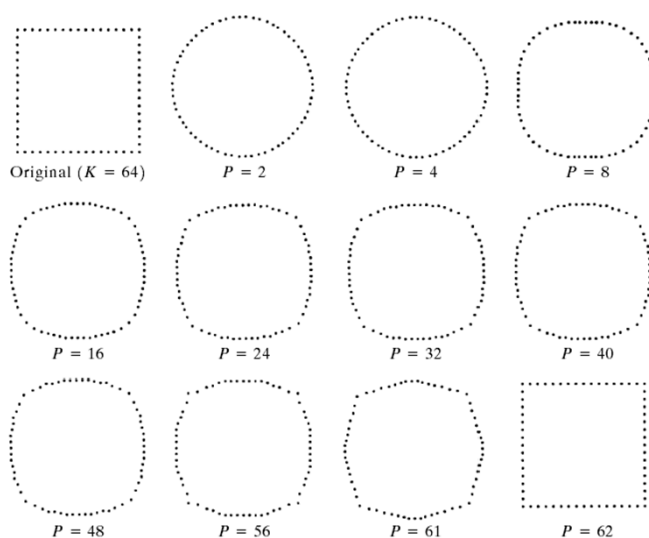 Original (K = 64)
P = 2
P = 4
P = 8
P = 16
P = 24
P = 32
P = 40
P = 48
P = 56
P = 61
P = 62